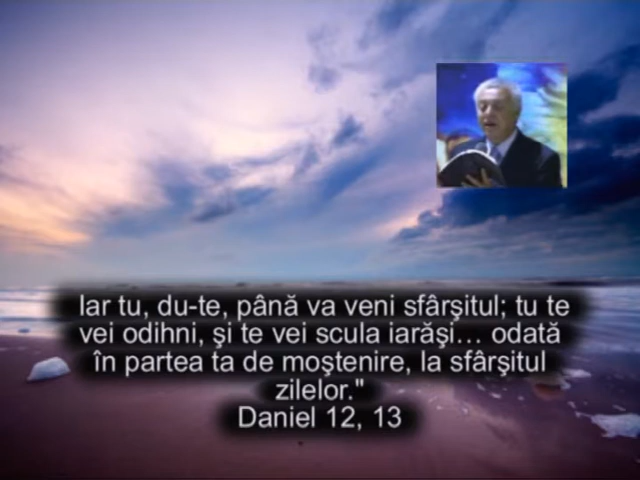 Iar tu, du-te, până va veni sfârşitul; tu te
vei odihni, şi te vei scula iarăşi... odată
în partea ta de moştenire, la sfârşitul
zilelor."
Daniel 12, 13